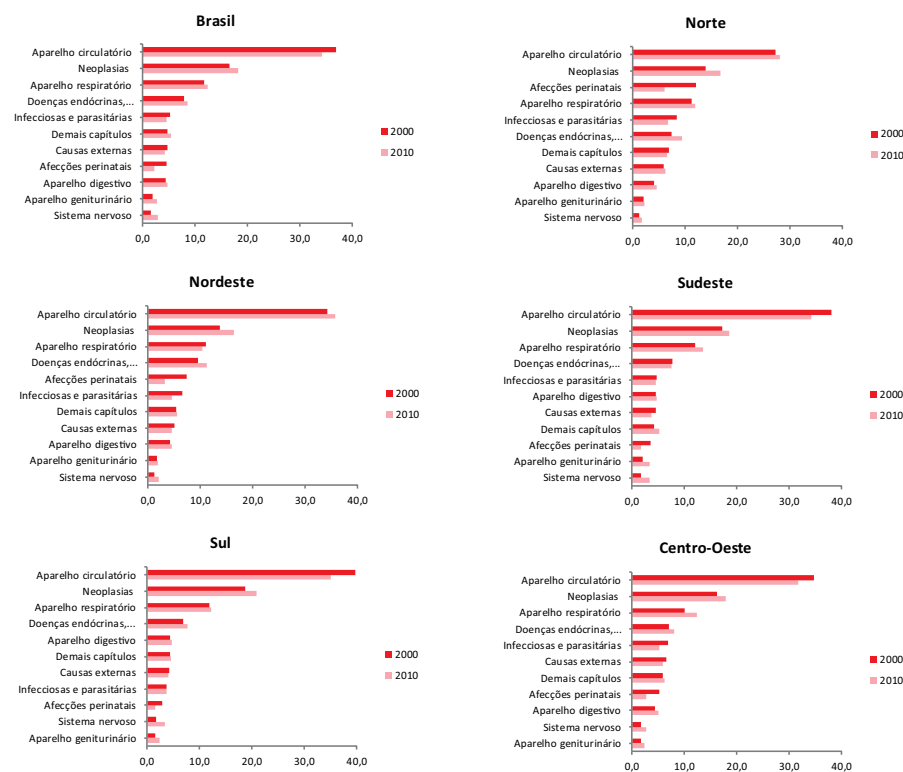 Brasil
Aparelho circulatório
Neoplasias
Aparelho respiratório
Doenças endócrinas,...
Infecciosas e parasitárias
Demais capítulos
Causas externas
Afecções perinatais
Aparelho digestivo
Aparelho geniturinário
Sistema nervoso
0,0 10,0 20,0 30,0 40,0
2000
2010
Norte
Aparelho circulatório
Neoplasias
Afecções perinatais
Aparelho respiratório
Infecciosas e parasitárias
Doenças endócrinas,...
Demais capítulos
Causas externas
Aparelho digestivo
Aparelho geniturinário
Sistema nervoso
0,0 10,0 20,0 30,0 40,0
2000
2010
Nordeste
Aparelho circulatório
Neoplasias
Aparelho respiratório
Doenças endócrinas,...
Afecções perinatais
Infecciosas e parasitárias
Demais capítulos
Causas externas
Aparelho digestivo
Aparelho geniturinário
Sistema nervoso
0,0 10,0 20,0 30,0 40,0
2000
2010
Sudeste
Aparelho circulatório
Neoplasias
Aparelho respiratório
Doenças endócrinas,...
Infecciosas e parasitárias
Aparelho digestivo
Causas externas
Demais capítulos
Afecções perinatais
Aparelho geniturinário
Sistema nervoso
0,0 10,0 20,0 30,0 40,0
2000
2010
Sul
Aparelho circulatório
Neoplasias
Aparelho respiratório
Doenças endócrinas,...
Aparelho digestivo
Demais capítulos
Causas externas
Infecciosas e parasitárias
Afecções perinatais
Sistema nervoso
Aparelho geniturinário
0,0 10,0 20,0 30,0 40,0
2000
2010
Centro-Oeste
Aparelho circulatório
Neoplasias
Aparelho respiratório
Doenças endócrinas,...
Infecciosas e parasitárias
Causas externas
Demais capítulos
Afecções perinatais
Aparelho digestivo
Sistema nervoso
Aparelho geniturinário
0,0 10,0 20,0 30,0 40,0
2000
2010